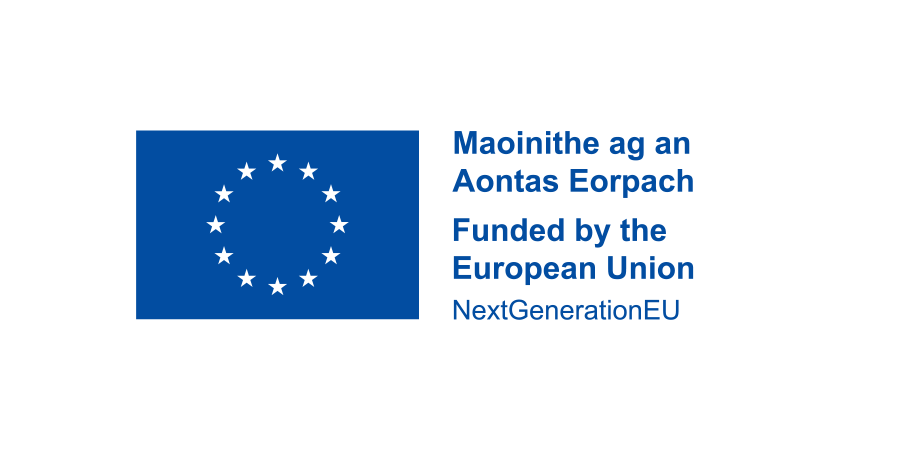 Maoinithe ag an
Aontas Eorpach
Funded by the
European Union
NextGenerationEU